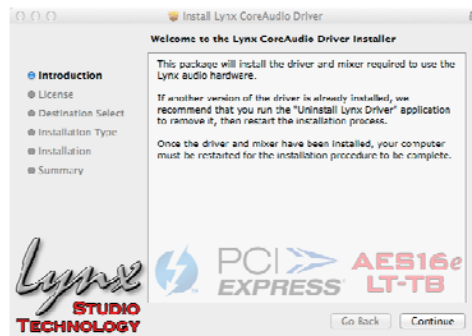 Install Lynx CoreAudio Driver
Welcome to the Lynx CoreAudio Driver Installer
Introduction
License
Destination Select
Installation Type
Installation
Summary
This package will install the driver and mixer required to use the
Lynx audio hardware.
If another version of the driver is already installed, we
recommend that you run the "Uninstall Lynx Driver" application
to remove it, then restart the installation process.
Once the driver and mixer have been installed, your computer
must be restarted for the installation procedure to be complete.
Lynx
STUDIO
TECHNOLOGY
PCI
EXPRESS
AES16e
LT-TB
Go Back
Continue